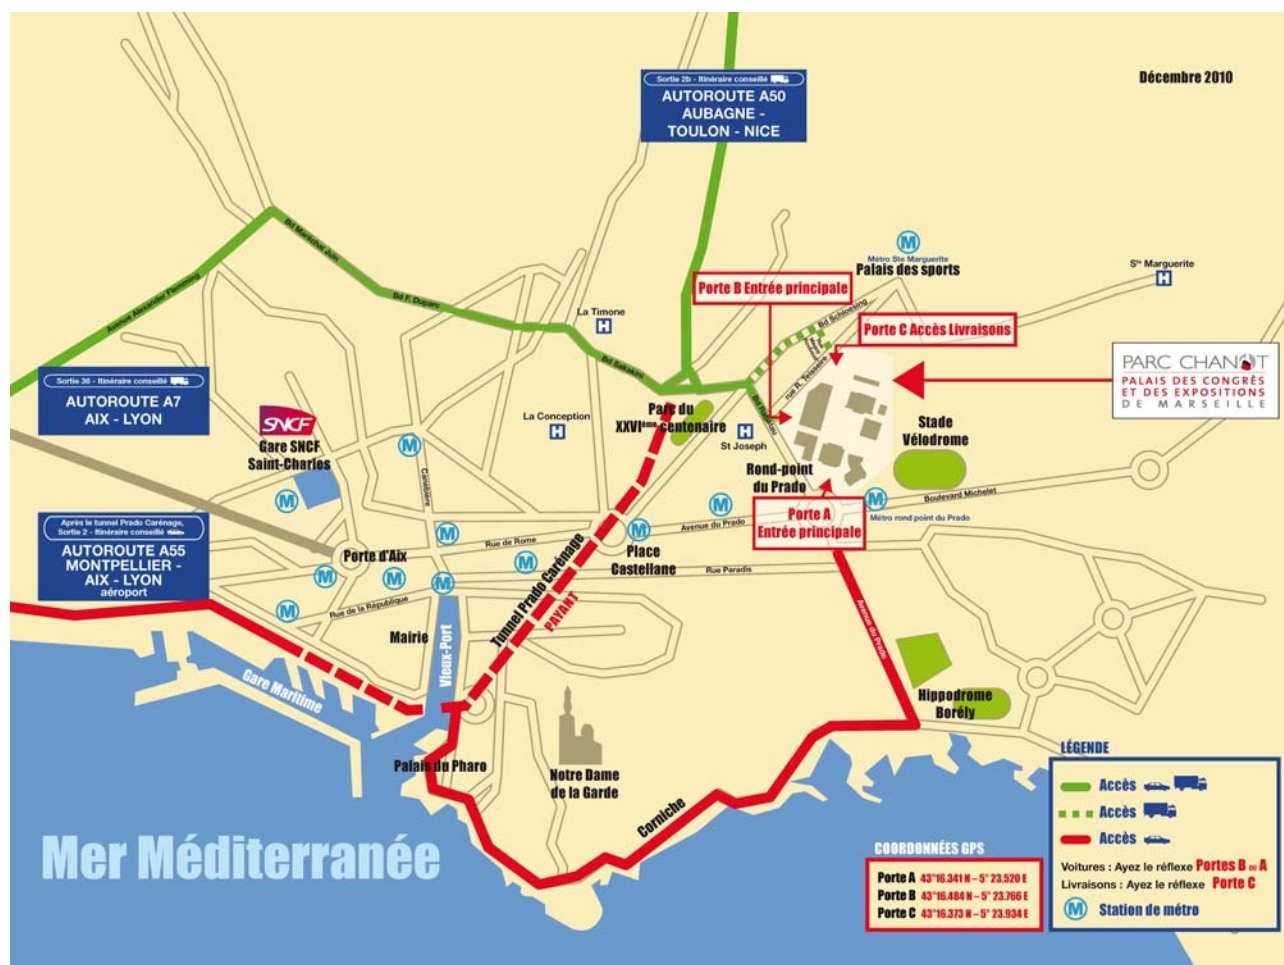 Décembre 2010
Sortie 2b - Itinéraire conseillé
AUTOROUTE A50
AUBAGNE -
TOULON - NICE
Bd Maréchal Juin
Avenue Alexander Flemming
Bd F. Duparc
La Timone
H
Bd Sakakini
M
Métro Ste Marguerite
Palais des sports
Ste Marguerite
H
Porte B Entrée principale
Bd Schloesing
Porte C Accès Livraisons
rue R. Teissère
PARC CHANOT
PALAIS DES CONGRÈS
ET DES EXPOSITIONS
DE MARSEILLE
Sortie 36 - Itinéraire conseillé
AUTOROUTE A7
AIX - LYON
SNCF
Gare SNCF
Saint-Charles
M
M
Canebière
La Conception
H
Parc du
XXVIème centenaire
H
St Joseph
Stade
Vélodrome
Rond-point
du Prado
Boulevard Michelet
M
Métro rond point du Prado
Porte A
Entrée principale
M
Avenue du Prado
M
Place
Castellane
Rue de Rome
M
M
Rue Paradis
Après le tunnel Prado Carénage,
Sortie 2 - Itinéraire conseillé
AUTOROUTE A55
MONTPELLIER -
AIX - LYON
aéroport
Porte d'Aix
M
M
M
M
Rue de la République
Tunnel Prado Carénage
PAYANT
Mairie
Vieux-Port
Gare Maritime
Avenue du Prado
Hippodrome
Borély
Palais du Pharo
Notre Dame
de la Garde
Corniche
Mer Méditerranée
COORDONNÉES GPS
Porte A 43°16.341 N – 5° 23.520 E
Porte B 43°16.484 N – 5° 23.766 E
Porte C 43°16.373 N – 5° 23.934 E
LÉGENDE
Accès
Accès
Accès
Voitures : Ayez le réflexe Portes B ou A
Livraisons : Ayez le réflexe Porte C
M Station de métro